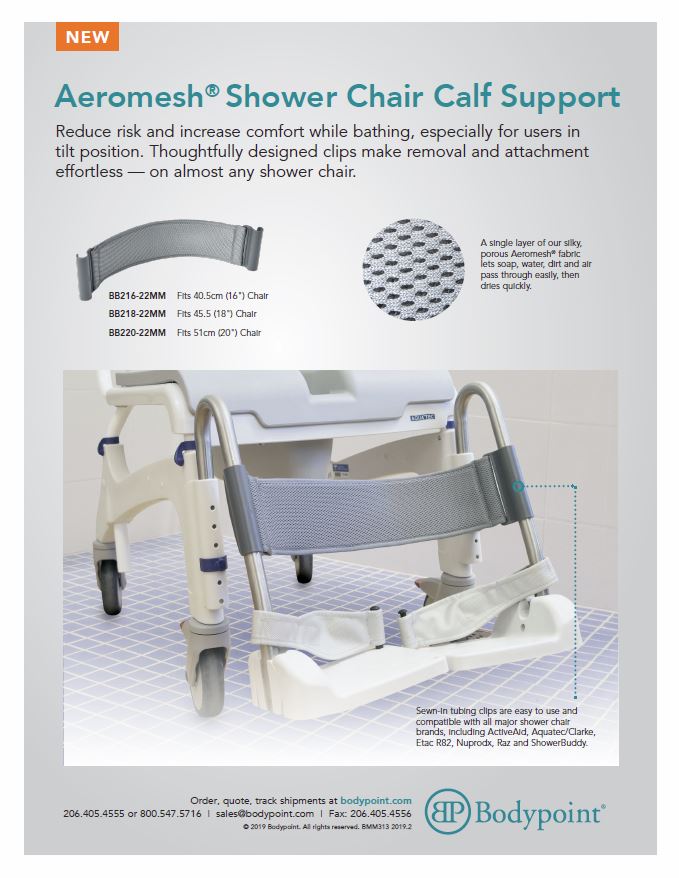 NEW
Aeromesh® Shower Chair Calf Support
Reduce risk and increase comfort while bathing, especially for users in
tilt position. Thoughtfully designed clips make removal and attachment
effortless — on almost any shower chair.
A single layer of our silky,
porous Aeromesh® fabric
lets soap, water, dirt and air
pass through easily, then
dries quickly.
BB216-22MM Fits 40.5cm (16") Chair
BB218-22MM Fits 45.5 (18") Chair
BB220-22MM Fits 51cm (20") Chair
AQUATEC
Sewn-in tubing clips are easy to use and
compatible with all major shower chair
brands, including ActiveAid, Aquatec/Clarke,
Etac R82, Nuprodx, Raz and ShowerBuddy.
Order, quote, track shipments at bodypoint.com
206.405.4555 or 800.547.5716 | sales@bodypoint.com | Fax: 206.405.4556
© 2019 Bodypoint. All rights reserved. BMM313 2019.2
BP Bodypoint®